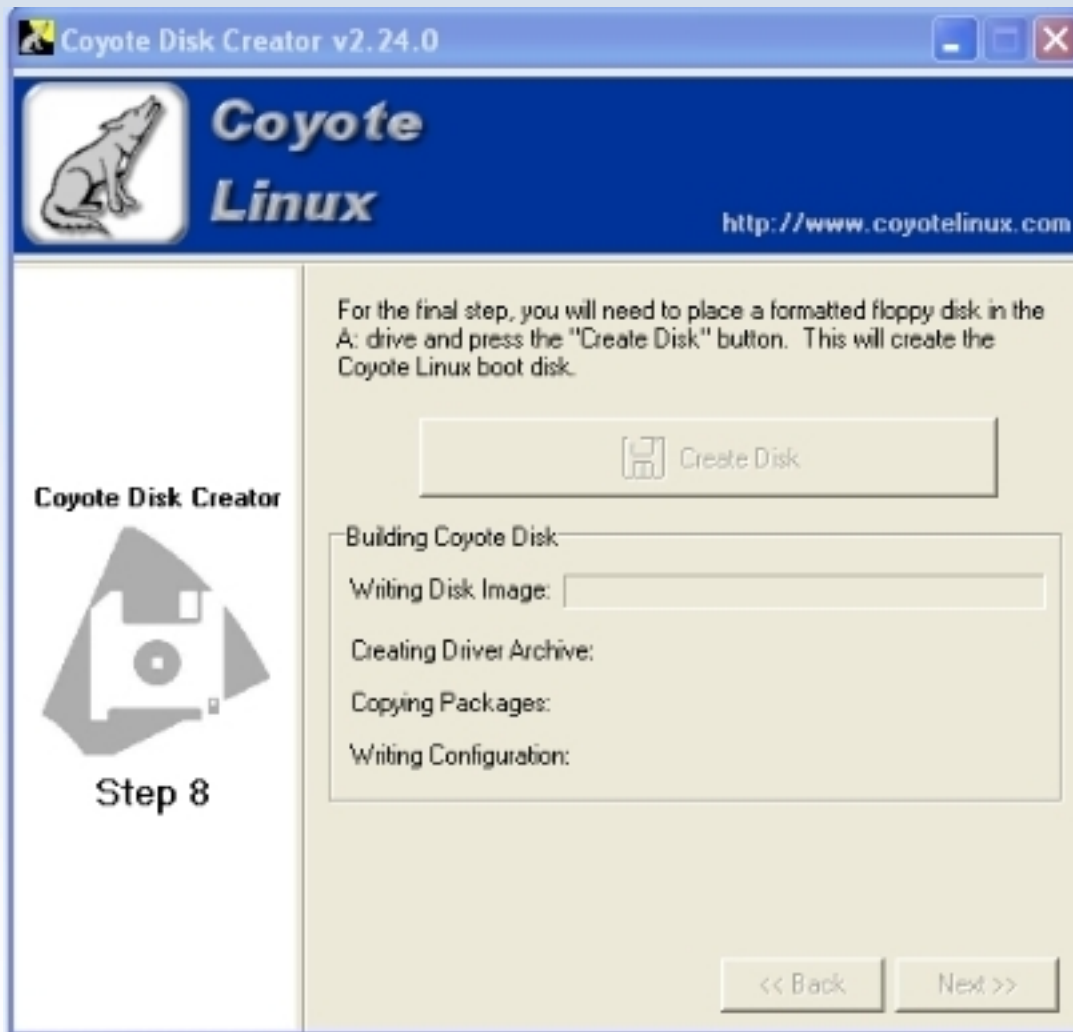 Coyote Disk Creator v2.24.0
Coyote
Linux
http://www.coyotelinux.com
For the final step, you will need to place a formatted floppy disk in the
A: drive and press the "Create Disk" button.  This will create the
Coyote Linux boot disk.
Create Disk
Coyote Disk Creator
Step 8
Building Coyote Disk
Writing Disk Image:
Creating Driver Archive:
Copying Packages:
Writing Configuration:
<< Back
Next >>